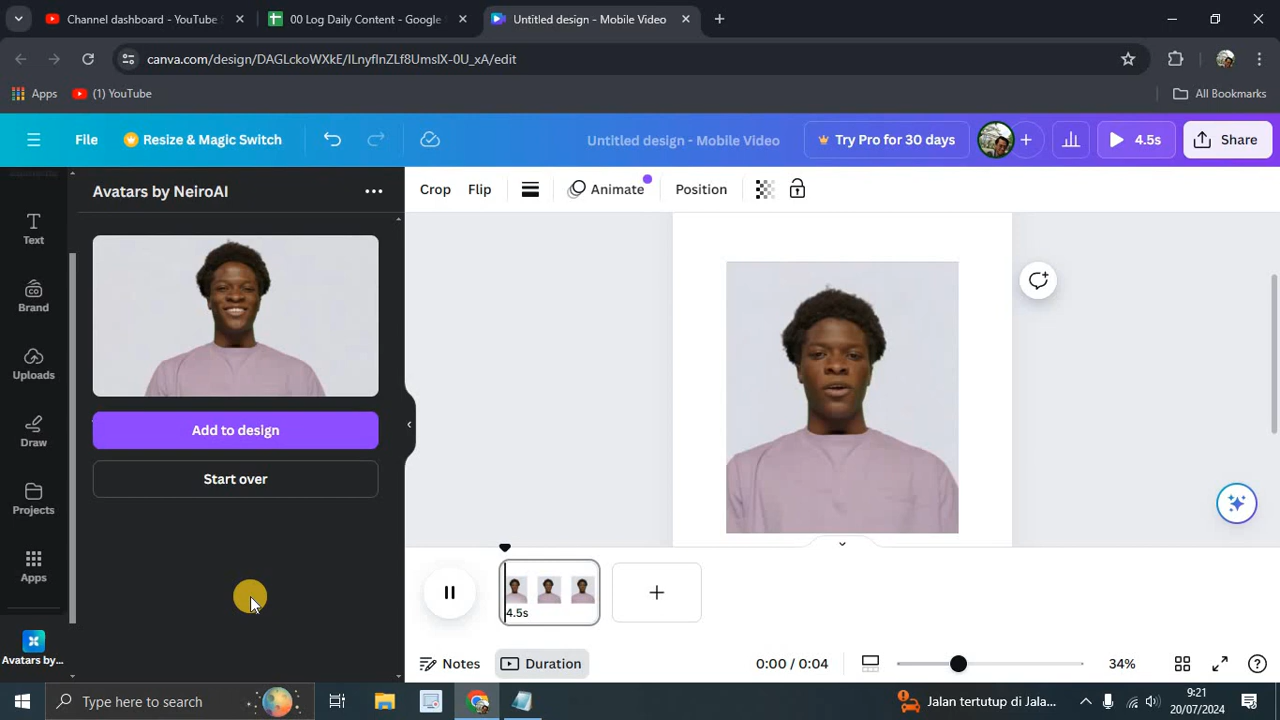 Channel dashboard - YouTube
00 Log Daily Content - Google
Untitled design - Mobile Video
canva.com/design/DAGLckoWXkE/ILnyfInZLf8UmsIX-0U_xA/edit
Apps
(1) YouTube
All Bookmarks
File
Resize & Magic Switch
Untitled design - Mobile Video
Try Pro for 30 days
4.5s
Share
Avatars by NeiroAI
Crop
Flip
Animate
Position
Text
Brand
Uploads
Draw
Projects
Apps
Avatars by...
Add to design
Start over
4.5s
Notes
Duration
0:00 / 0:04
34%
Type here to search
Jalan tertutup di Jala...
9:21
20/07/2024